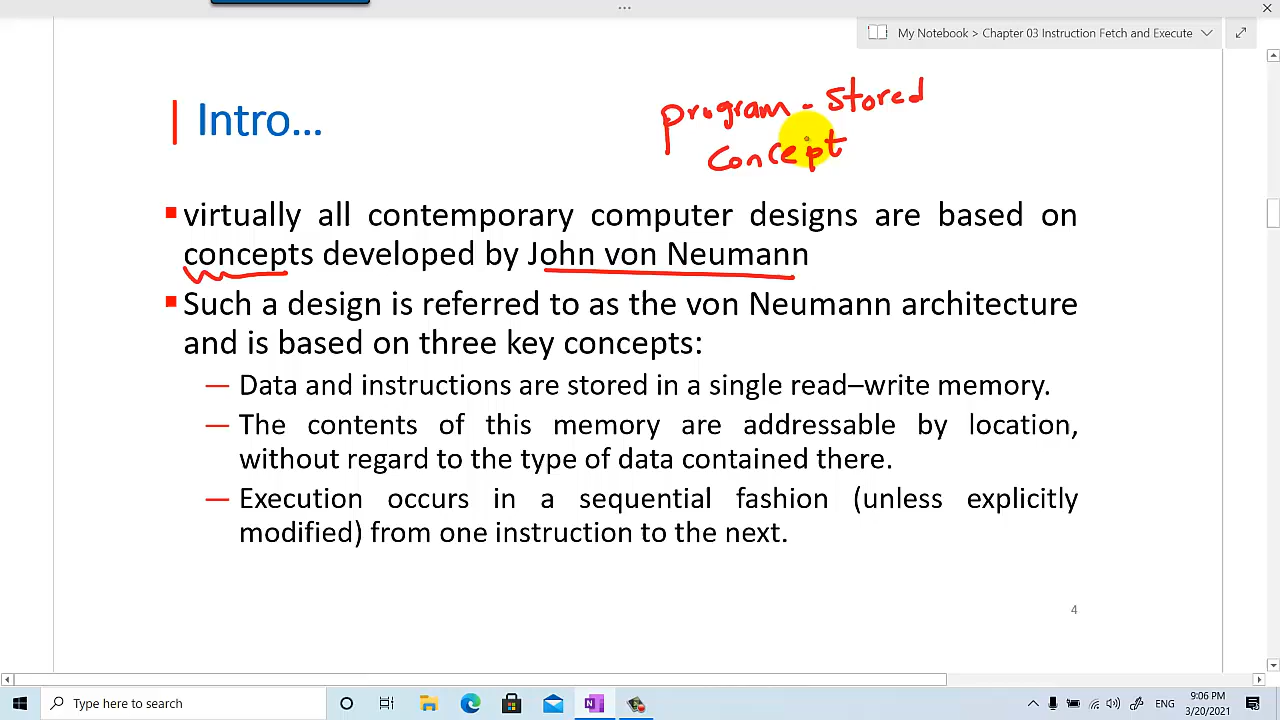 ...
My Notebook > Chapter 03 Instruction Fetch and Execute
Intro...
program - stored
concept
▪ virtually all contemporary computer designs are based on
concepts developed by John von Neumann
▪ Such a design is referred to as the von Neumann architecture
and is based on three key concepts:
— Data and instructions are stored in a single read–write memory.
— The contents of this memory are addressable by location,
without regard to the type of data contained there.
— Execution occurs in a sequential fashion (unless explicitly
modified) from one instruction to the next.
4
Type here to search
ENG
9:06 PM
3/20/2021